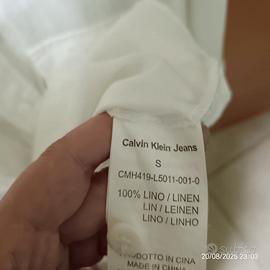 Calvin Klein Jeans
S
CMH419-L5011-001-0
100% LINO / LINEN
LIN / LEINEN
LINO / LINHO
PRODOTTO IN CINA
MADE IN CHINA
20/08/2025 23:03